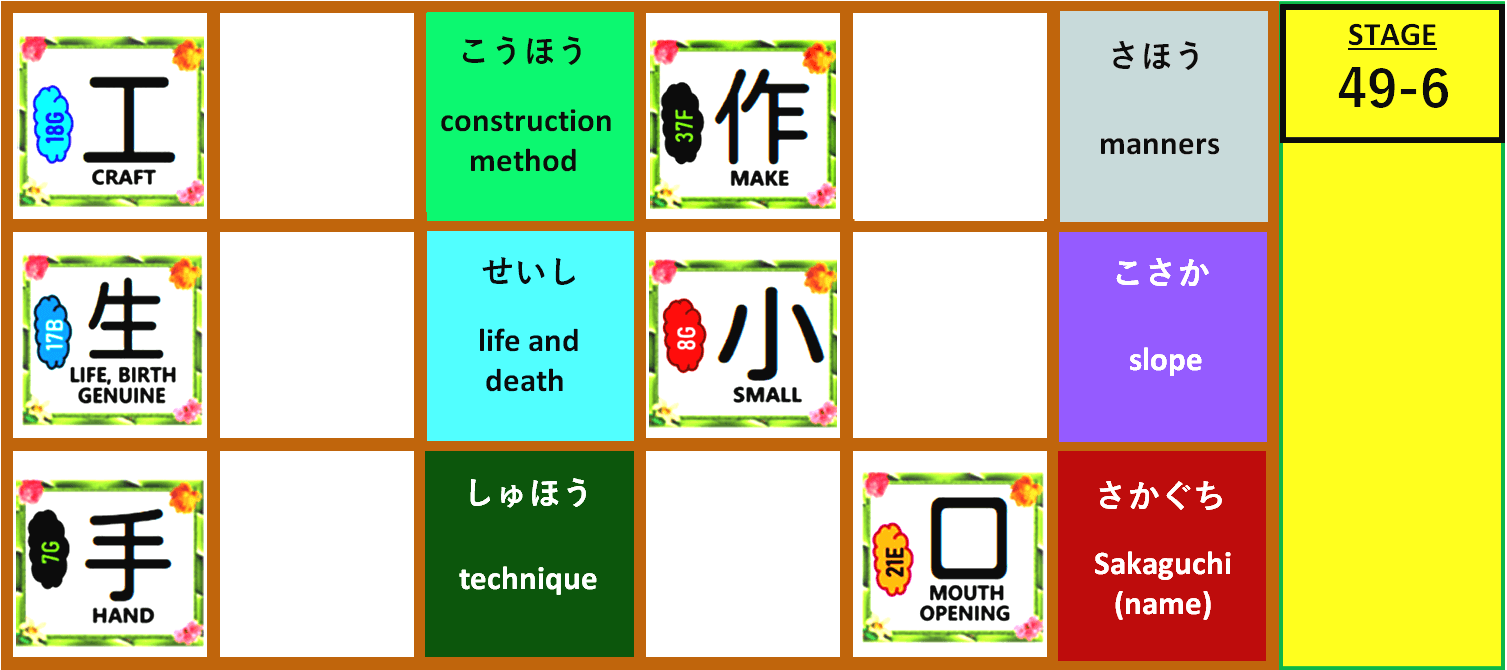 18G
工
CRAFT
こうほう
construction
method
37F
作
MAKE
さほう
manners
STAGE
49-6
17B
生
LIFE, BIRTH
GENUINE
せいし
life and
death
8G
小
SMALL
こさか
slope
7G
手
HAND
しゅほう
technique
21E
口
MOUTH
OPENING
さかぐち
Sakaguchi
(name)